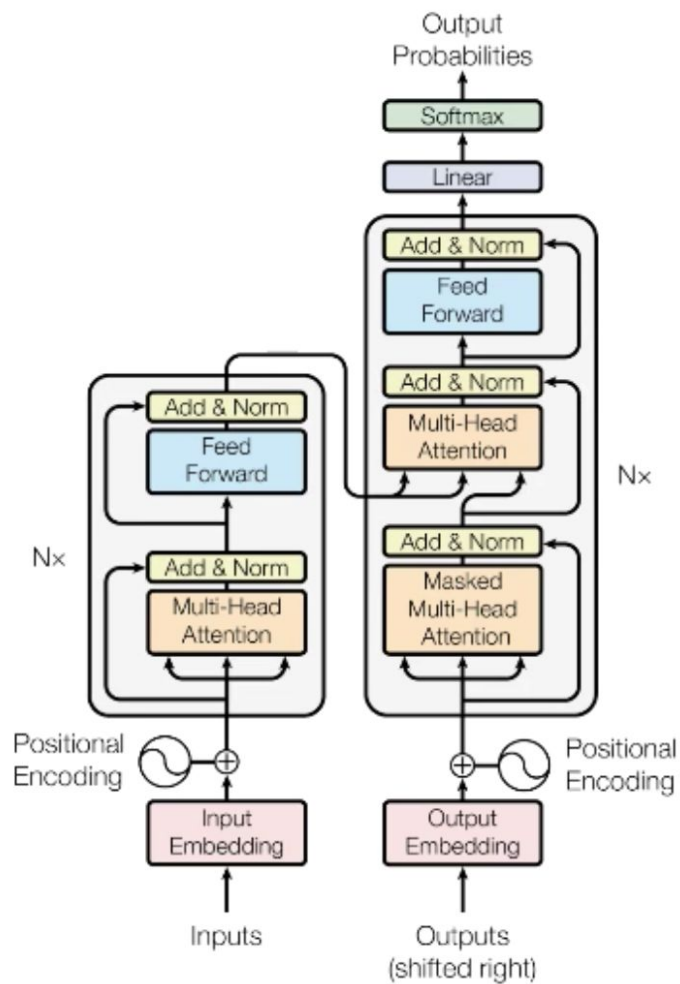 Output
Probabilities
Softmax
Linear
Add & Norm
Feed
Forward
Add & Norm
Multi-Head
Attention
Nx
Add & Norm
Masked
Multi-Head
Attention
Add & Norm
Feed
Forward
Nx
Add & Norm
Multi-Head
Attention
Positional
Encoding
Positional
Encoding
Input
Embedding
Output
Embedding
Inputs
Outputs
(shifted right)